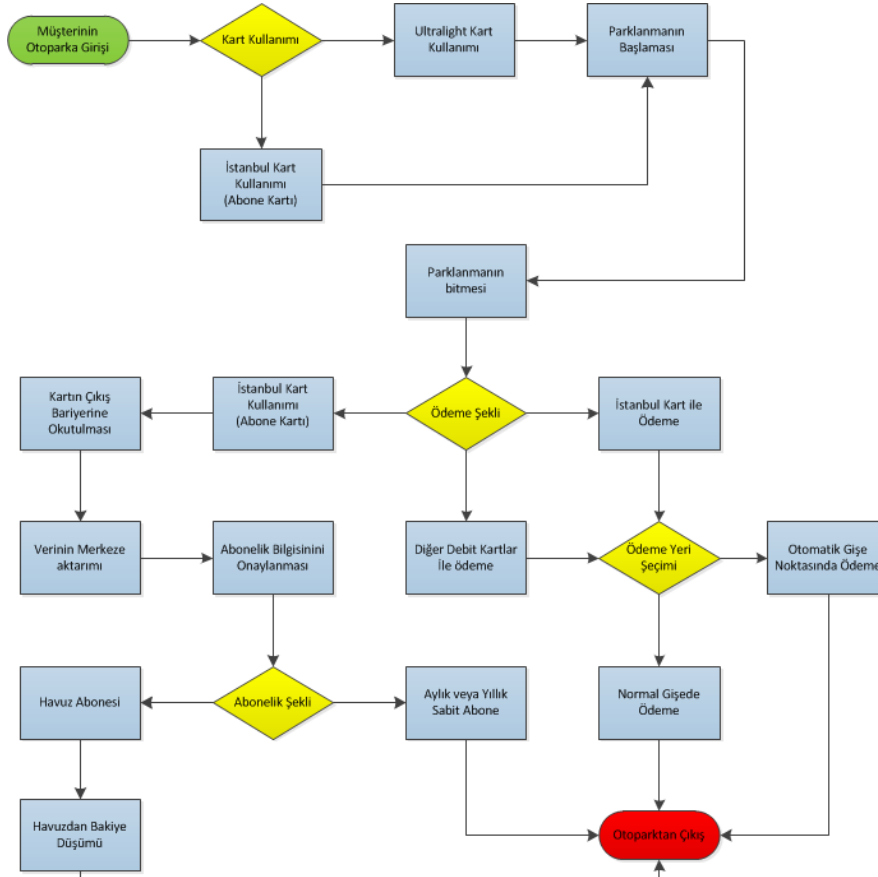 Müşterinin
Otoparka Girişi
Kart Kullanımı
Ultralight Kart
Kullanımı
Parklanmanın
Başlaması
İstanbul Kart
Kullanımı
(Abone Kartı)
Parklanmanın
bitmesi
Kartın Çıkış
Bariyerine
Okutulması
İstanbul Kart
Kullanımı
(Abone Kartı)
Ödeme Şekli
İstanbul Kart ile
Ödeme
Verinin Merkeze
aktarımı
Abonelik Bilgisinini
Onaylanması
Diğer Debit Kartlar
İle ödeme
Ödeme Yeri
Şeçimi
Otomatik Gişe
Noktasında Ödeme
Havuz Abonesi
Abonelik Şekli
Aylık veya Yıllık
Sabit Abone
Normal Gişede
Ödeme
Havuzdan Bakiye
Düşümü
Otoparktan Çıkış